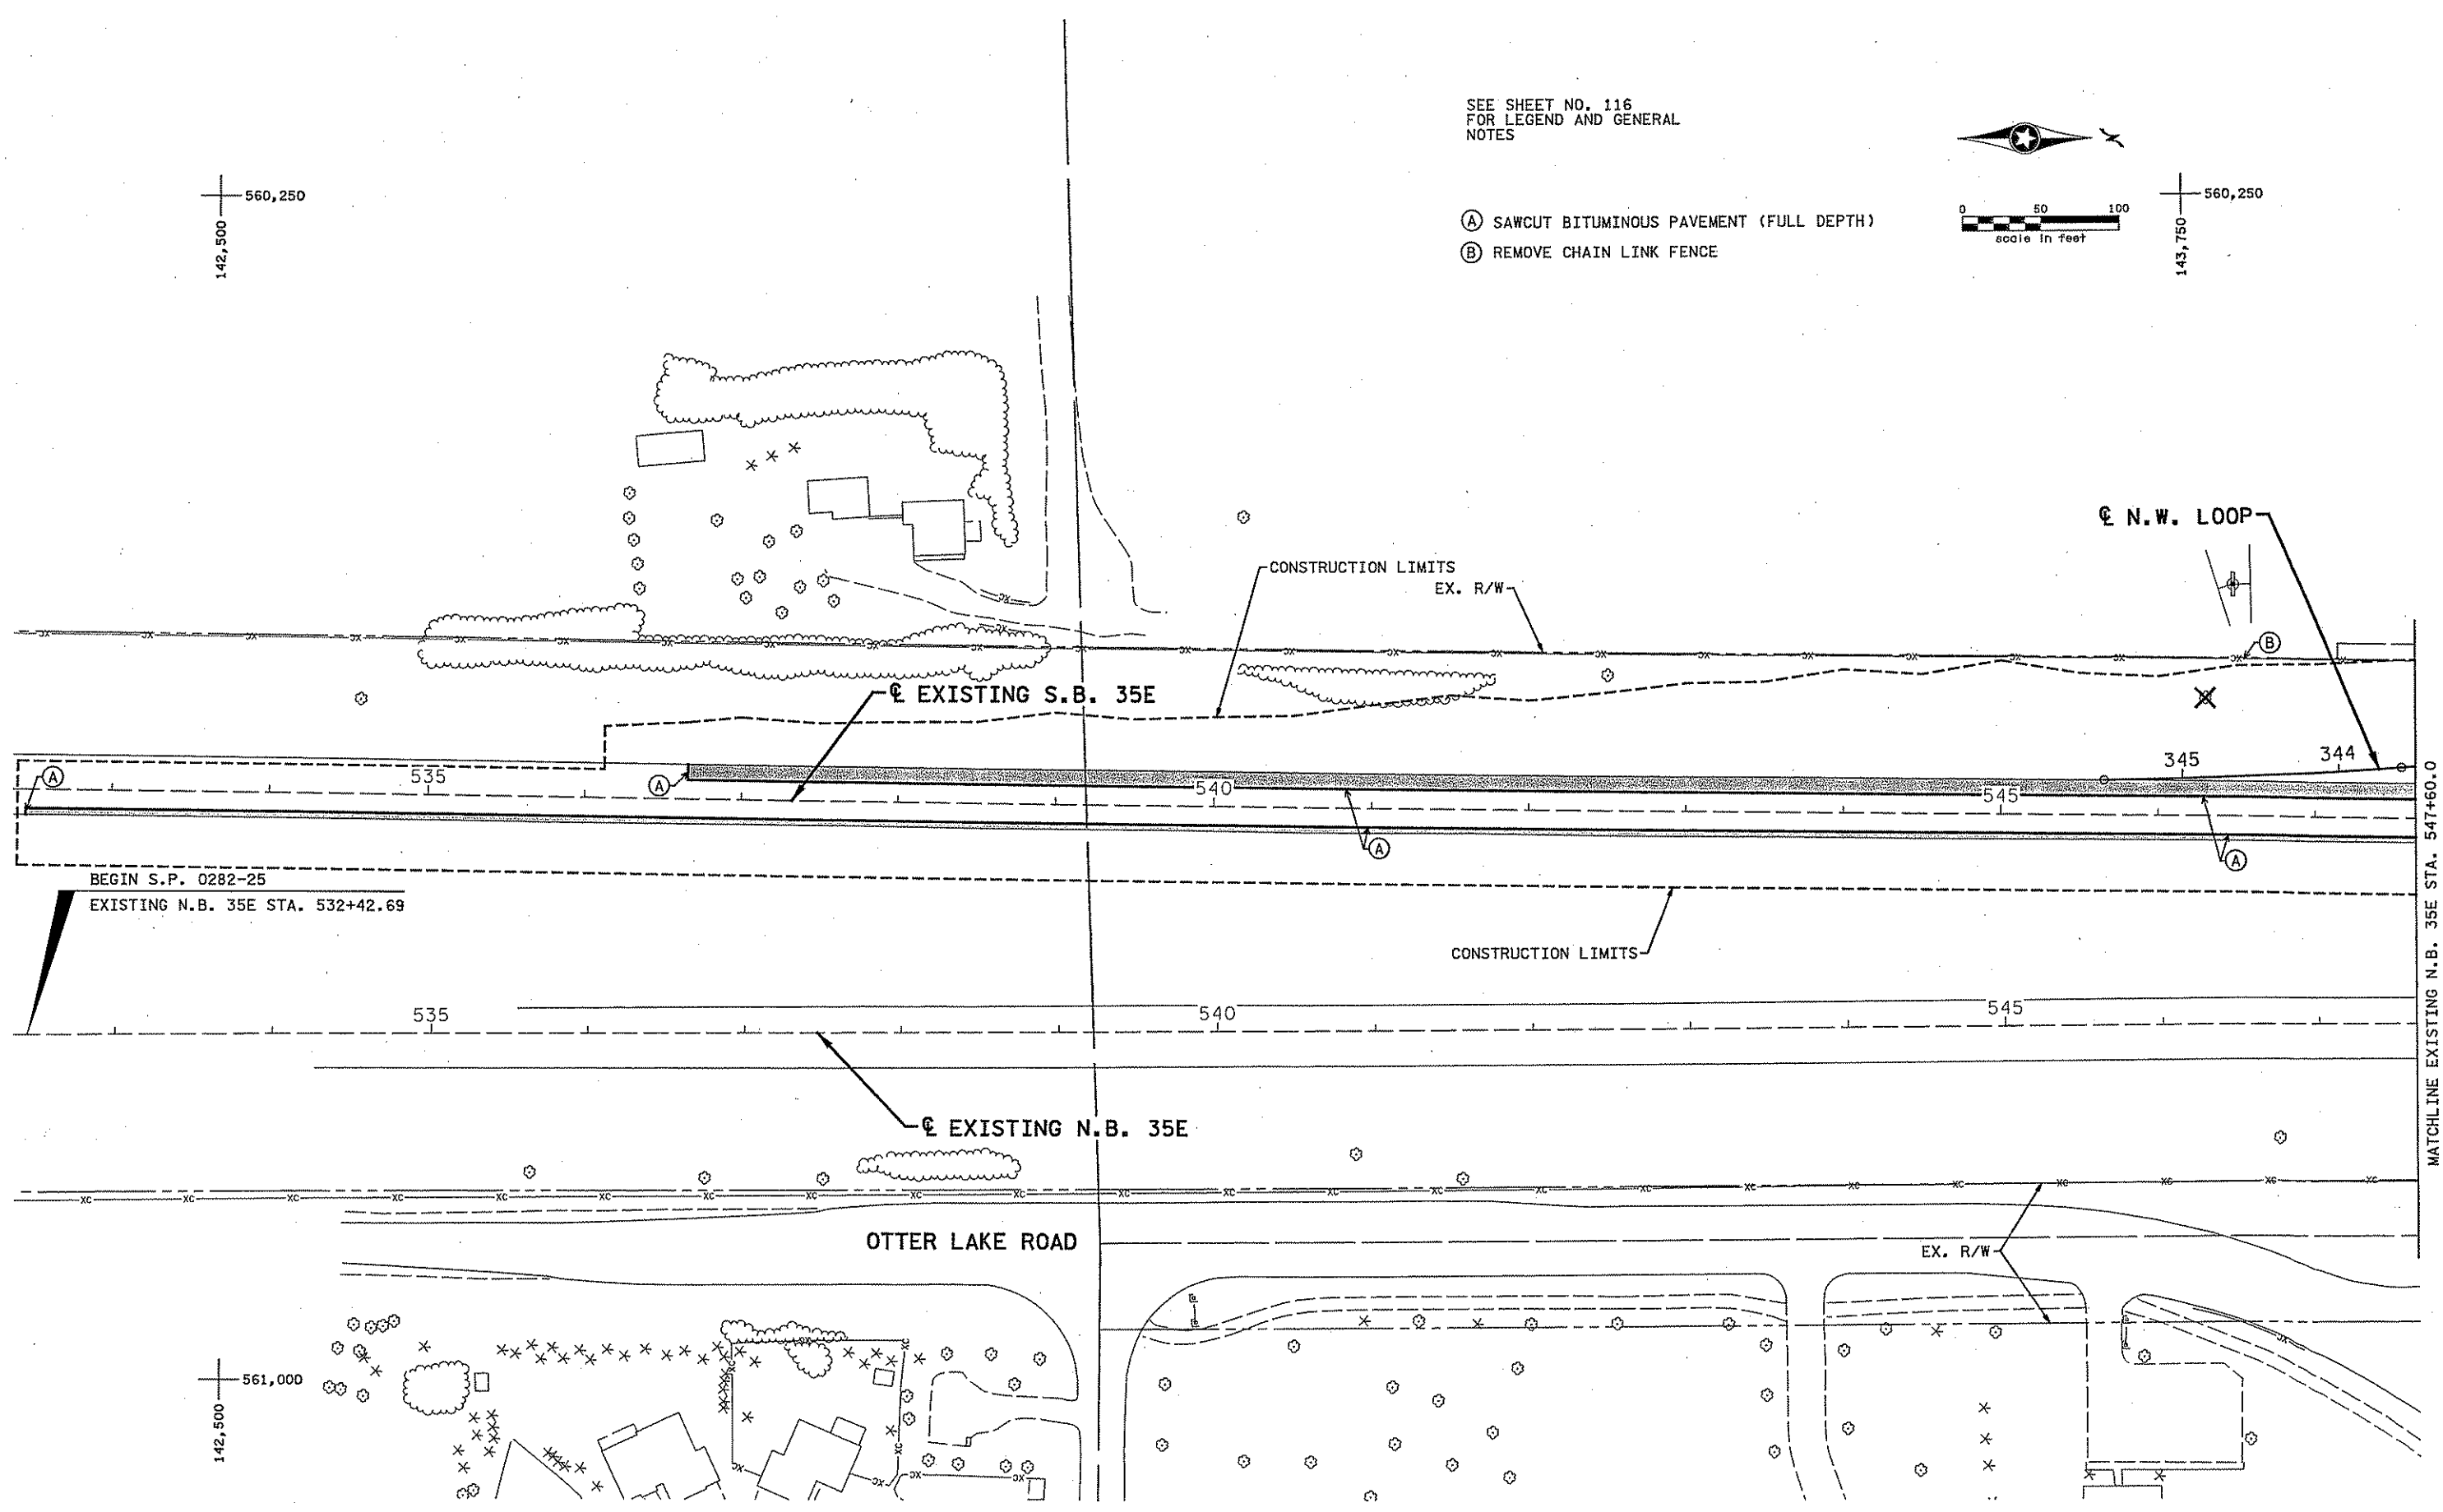 SEE SHEET NO. 116
FOR LEGEND AND GENERAL
NOTES
560,250
142,500
560,250
143,750
0 50 100
scale in feet
Ⓐ SAWCUT BITUMINOUS PAVEMENT (FULL DEPTH)
Ⓑ REMOVE CHAIN LINK FENCE
℄ N.W. LOOP
CONSTRUCTION LIMITS
EX. R/W
B
℄ EXISTING S.B. 35E
345
344
A
535
A
540
545
A
A
BEGIN S.P. 0282-25
EXISTING N.B. 35E STA. 532+42.69
CONSTRUCTION LIMITS
MATCHLINE EXISTING N.B. 35E STA. 547+60.0
535
540
545
℄ EXISTING N.B. 35E
OTTER LAKE ROAD
EX. R/W
561,000
142,500